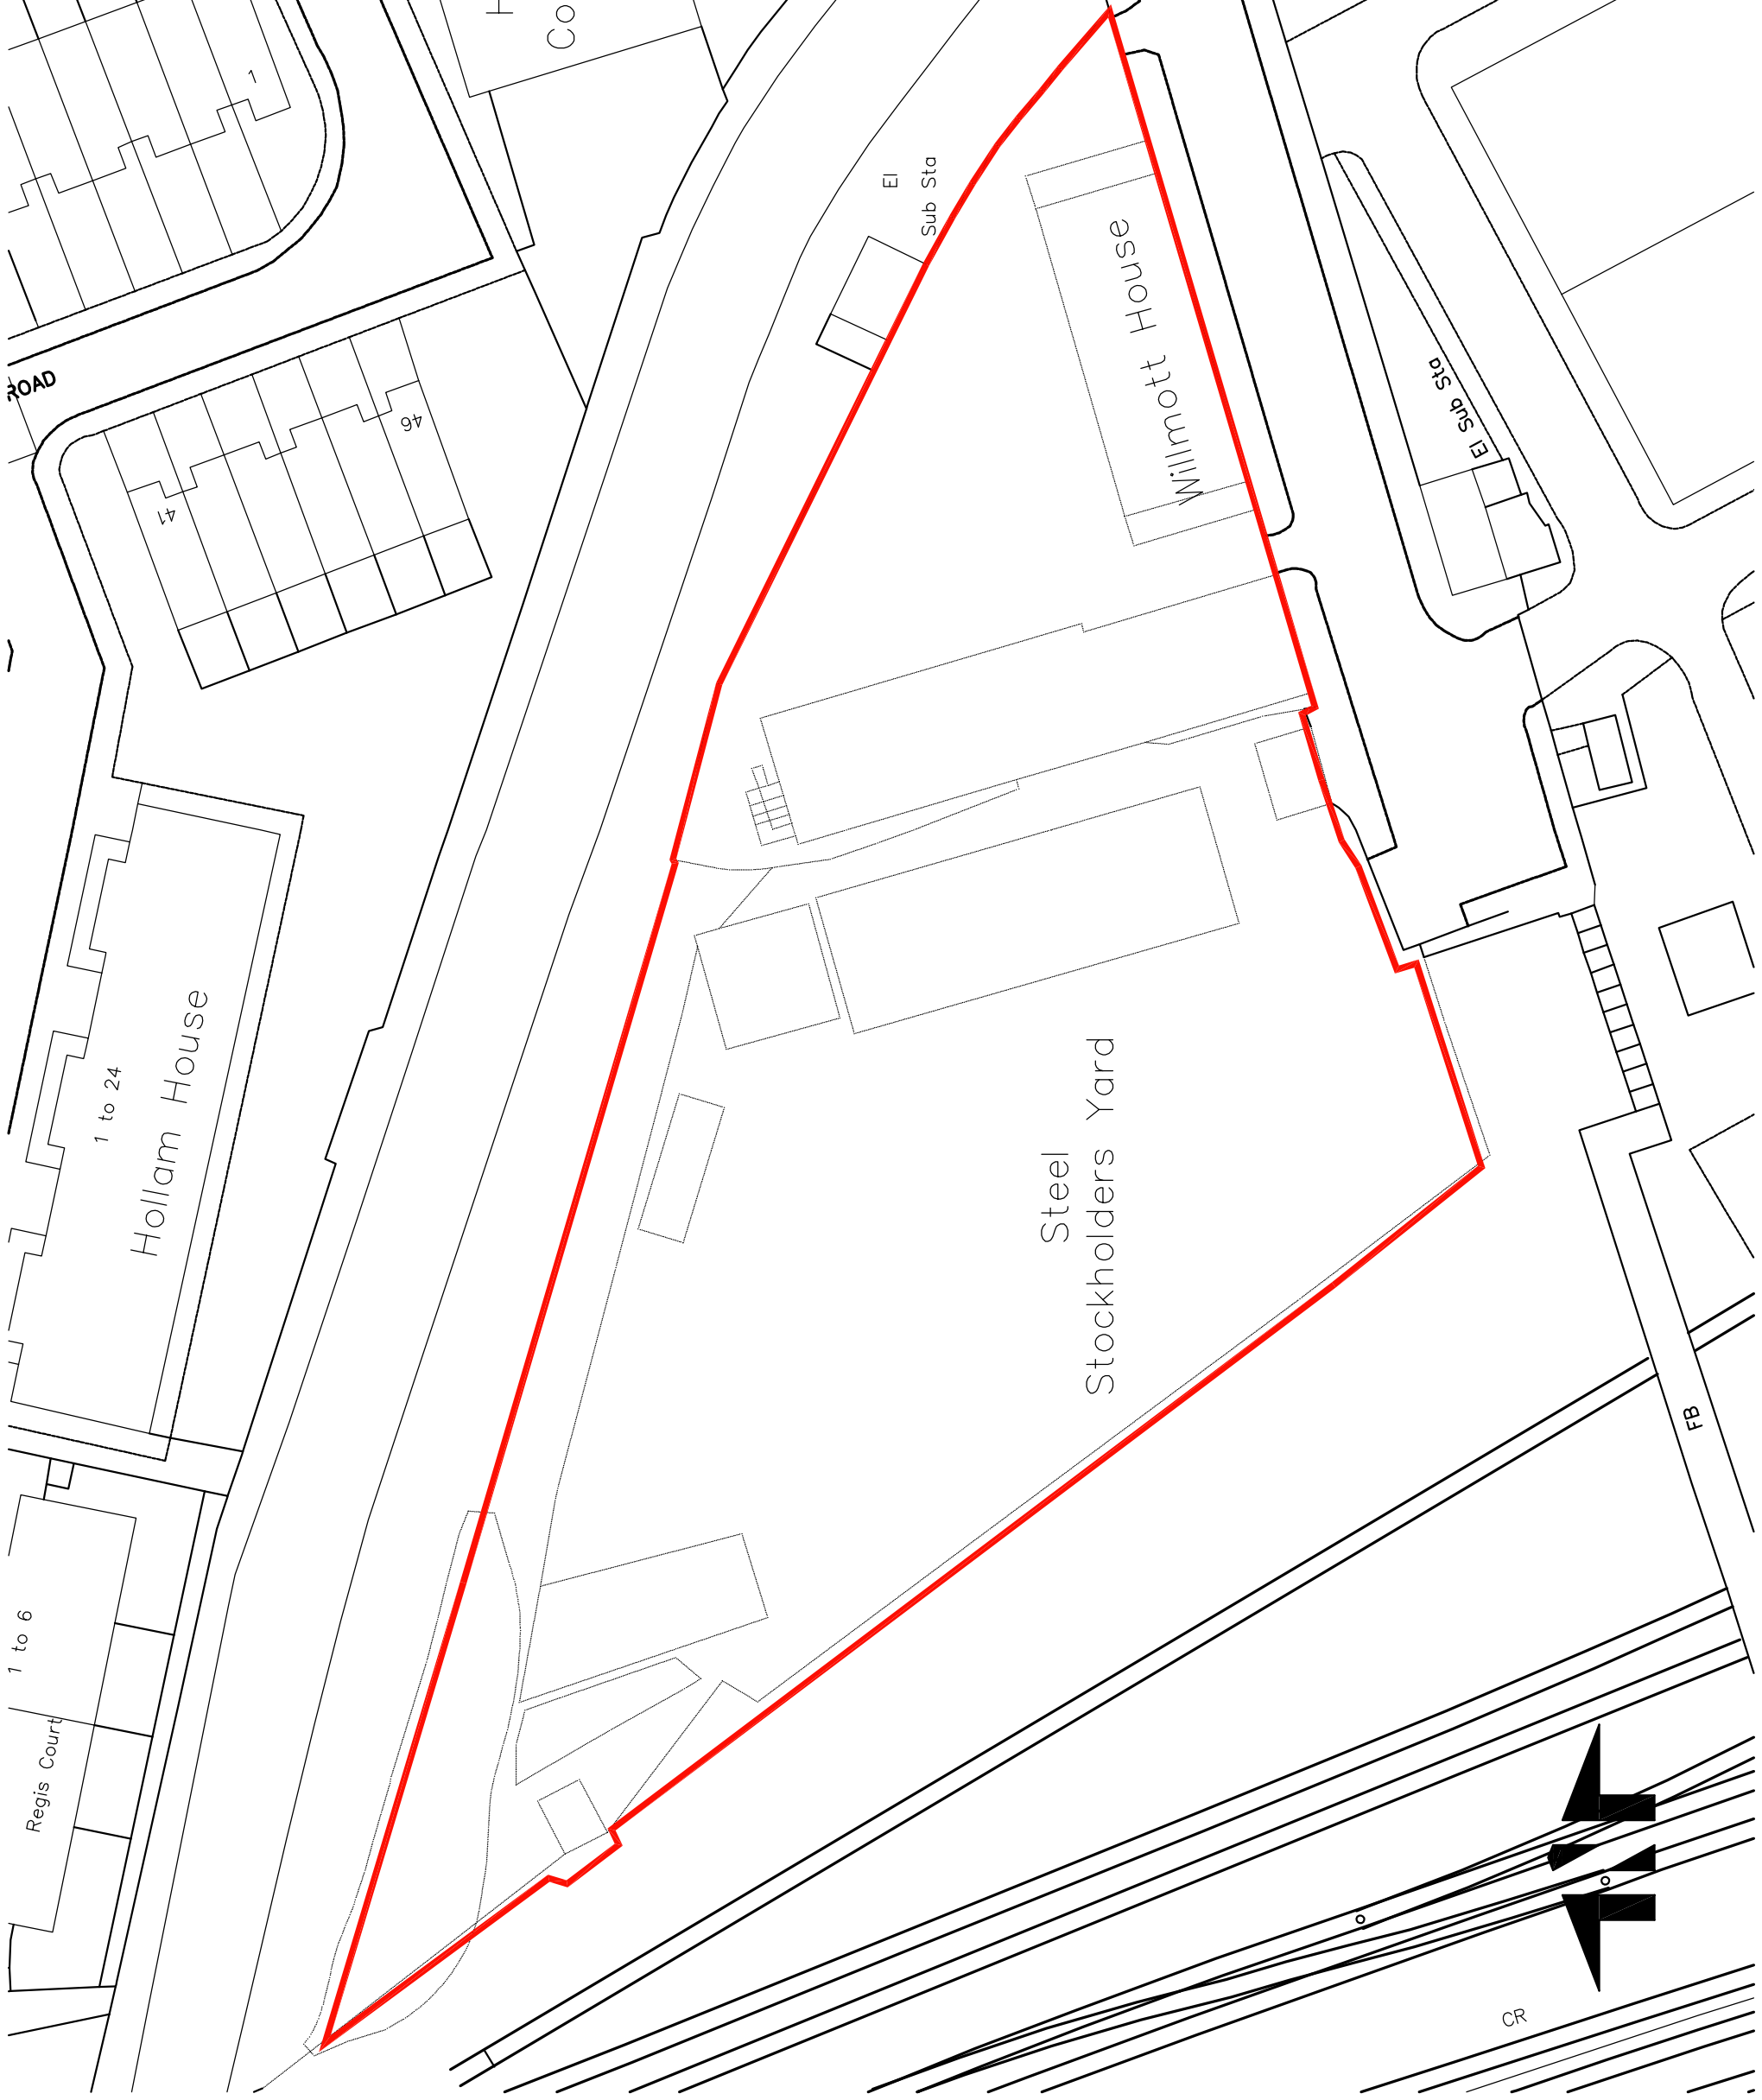 1
H
Co
ROAD
46
41
El
Sub Sta
Willmott House
El Sub Sta
Hollam House
1 to 24
Steel
Stockholders Yard
1 to 6
Regis Court
FB
CR